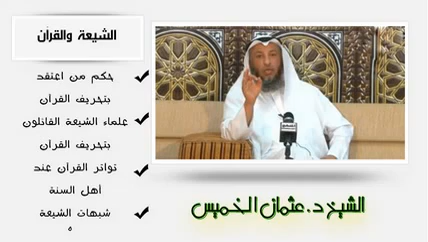 الشيعة والقرآن
حكم من اعتقد
بتحريف القرآن
علماء الشيعة القائلون
بتحريف القرآن
تواتر القرآن عند
أهل السنة
شبهات الشيعة
الشيخ د. عثمان الخميس